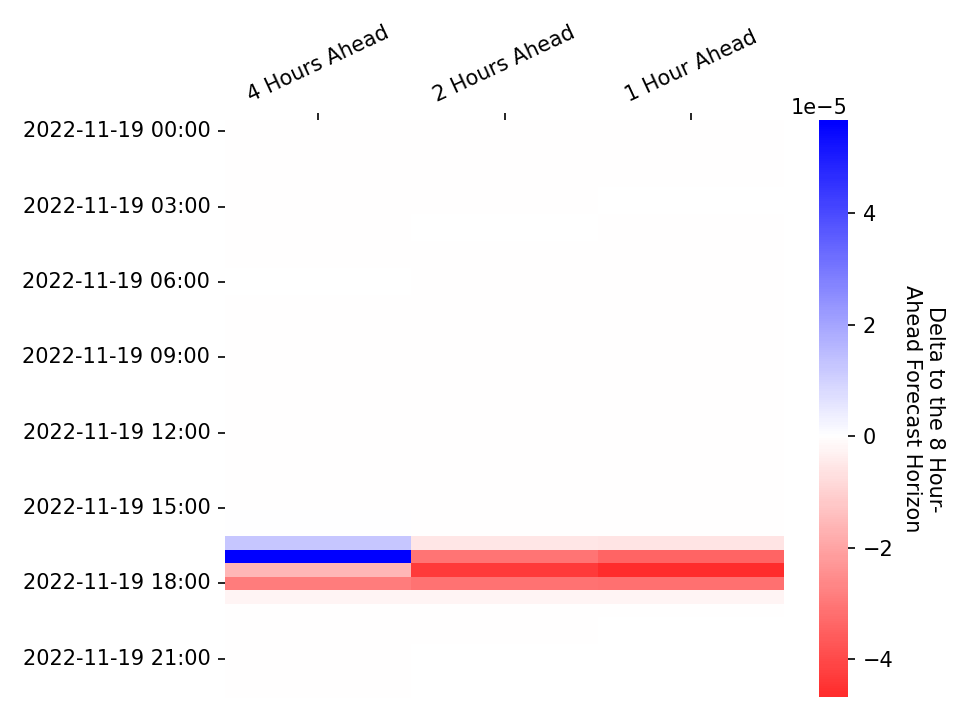 4 Hours Ahead
2 Hours Ahead
1 Hour Ahead
1e−5
2022-11-19 00:00
2022-11-19 03:00
2022-11-19 06:00
2022-11-19 09:00
2022-11-19 12:00
2022-11-19 15:00
2022-11-19 18:00
2022-11-19 21:00
4
2
0
−2
−4
Delta to the 8 Hour-
Ahead Forecast Horizon